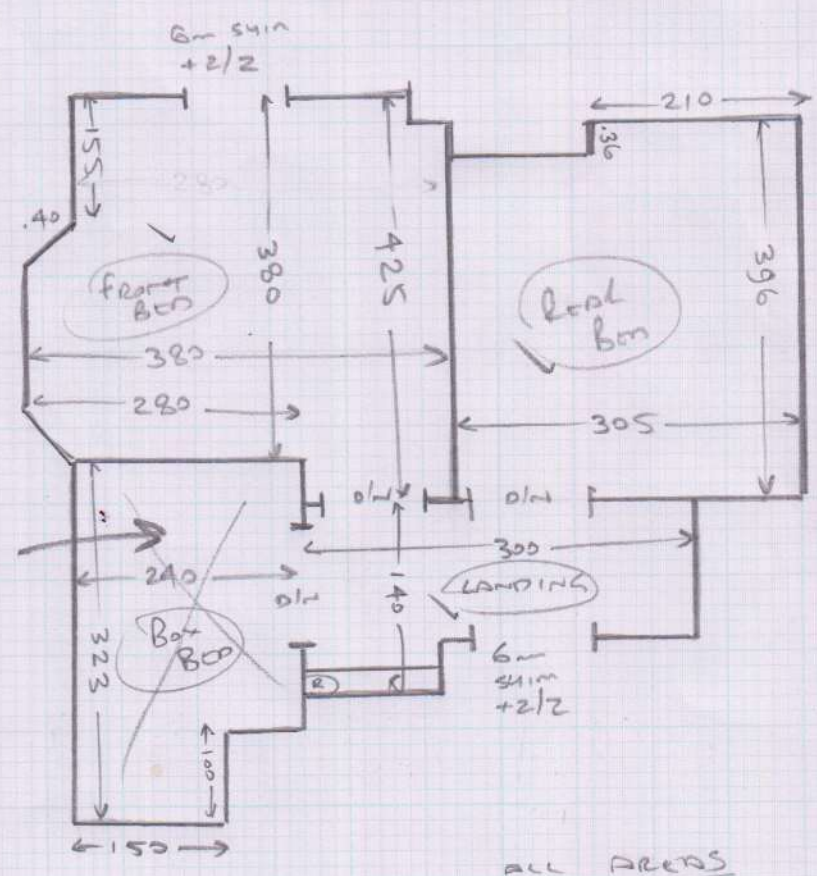 6m SHIM
+2/2
210
155
.36
280
.40
380
425
396
FRONT
BED
REAR
BED
380
280
305
D/N
D/N
300
240
140
LANDING
D/N
BOX
BED
323
6m
SHIM
+2/2
R
R
100
150
ALL AREAS